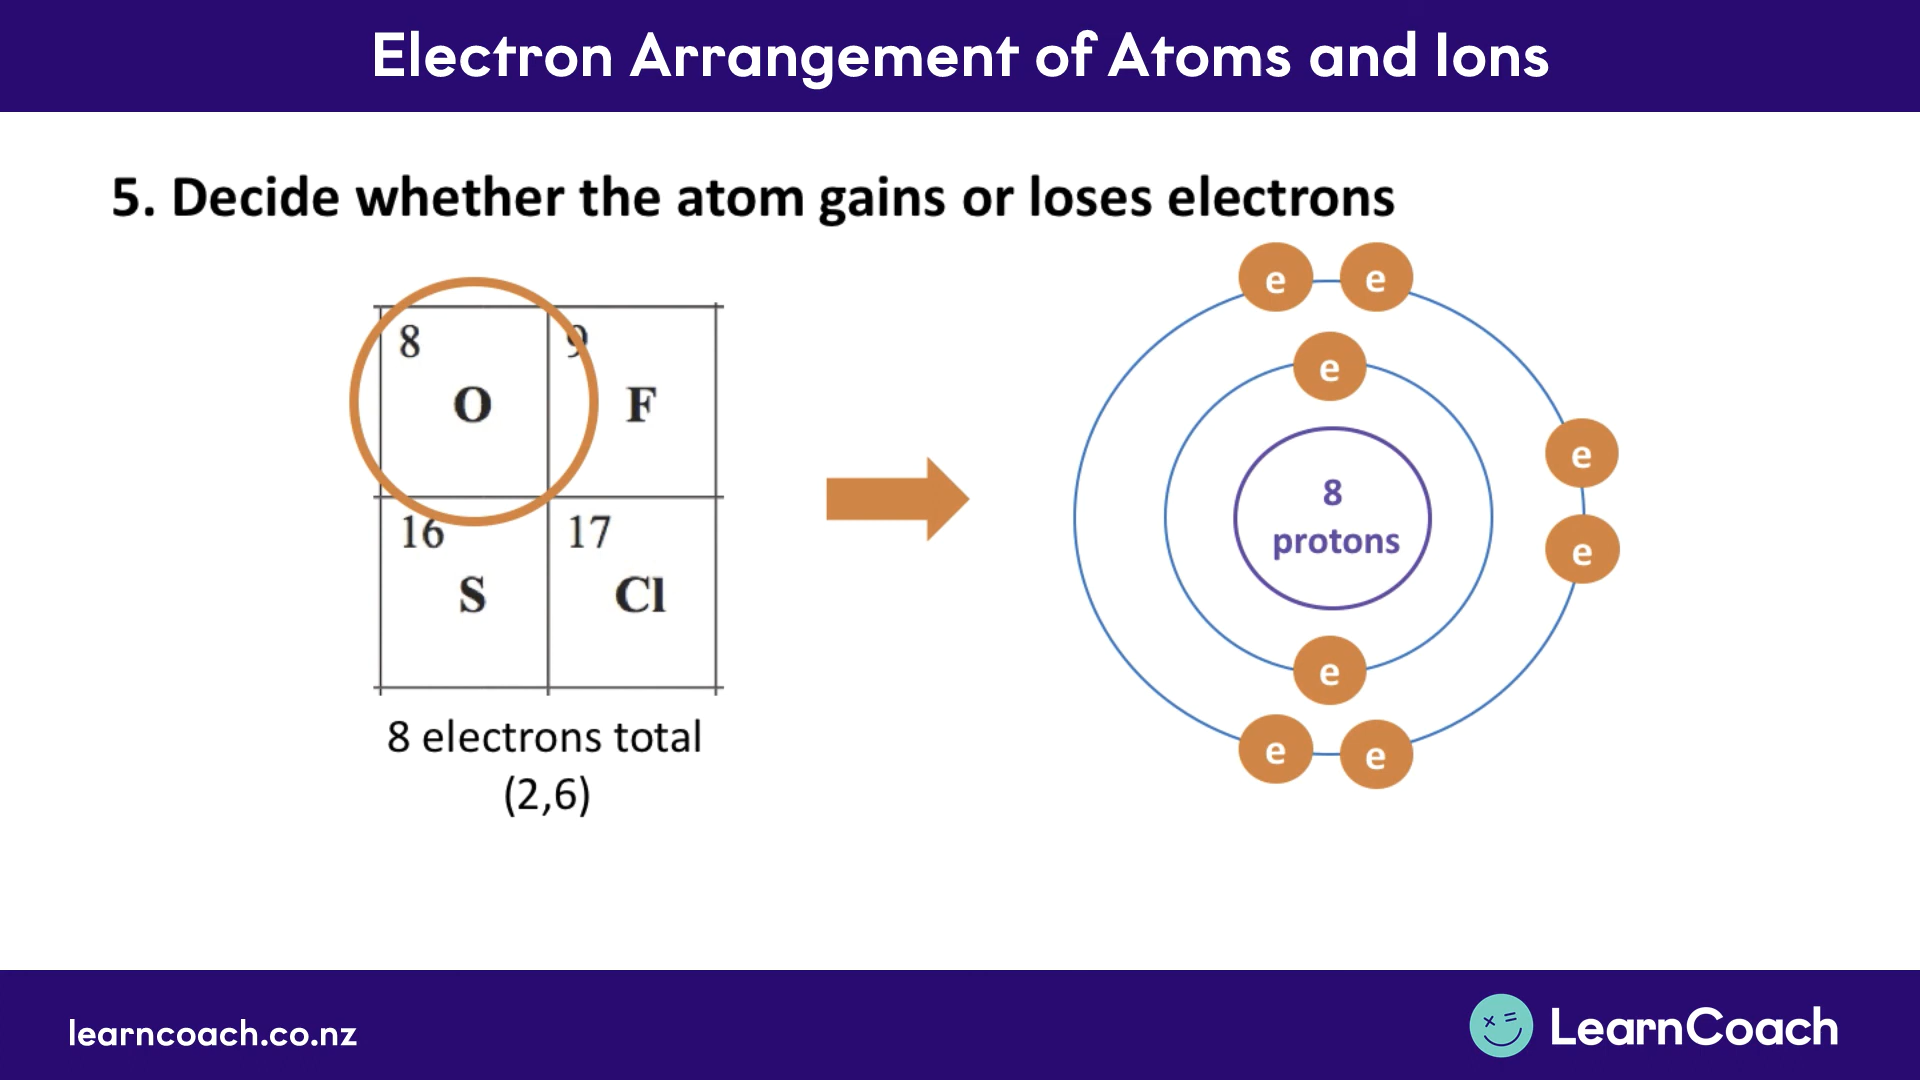 Electron Arrangement of Atoms and Ions
5. Decide whether the atom gains or loses electrons
8
O
9
F
16
S
17
Cl
8 electrons total
(2,6)
e e
e
e
8
protons
e
e
e e
learncoach.co.nz
LearnCoach